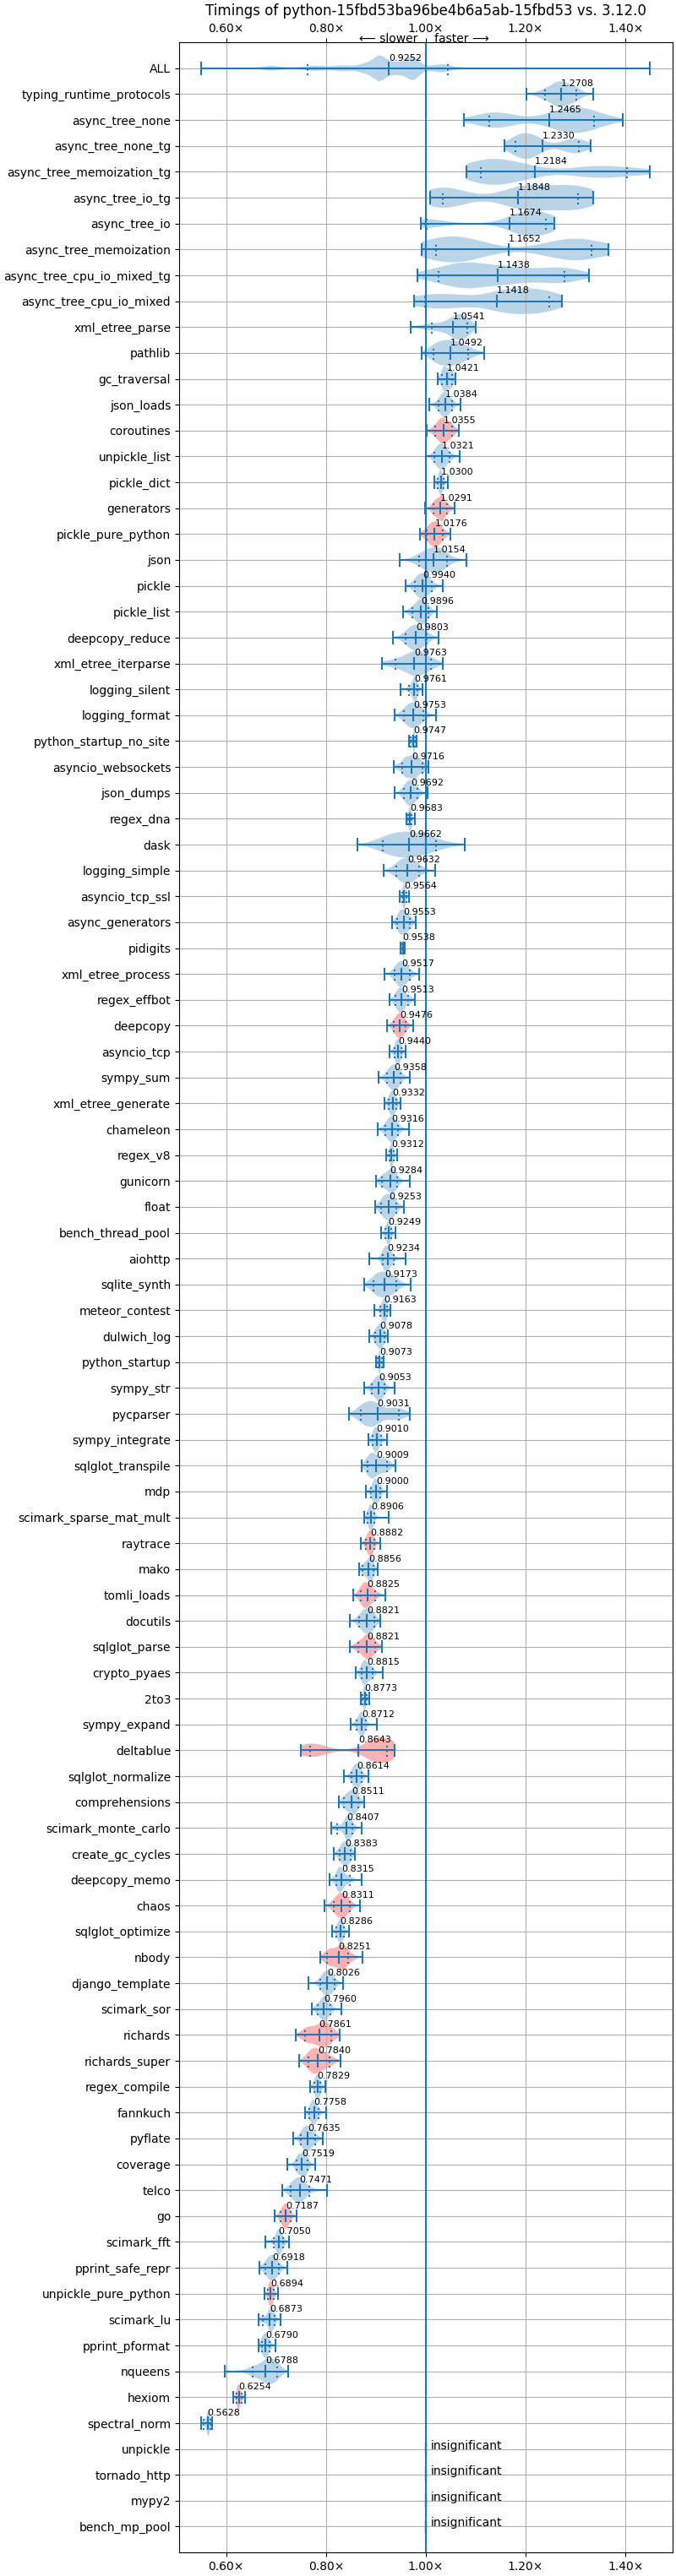 Timings of python-15fbd53ba96be4b6a5ab-15fbd53 vs. 3.12.0
0.60× 0.80× 1.00× 1.20× 1.40×
⟵ slower faster ⟶
ALL 0.9252
typing_runtime_protocols 1.2708
async_tree_none 1.2465
async_tree_none_tg 1.2330
async_tree_memoization_tg 1.2184
async_tree_io_tg 1.1848
async_tree_io 1.1674
async_tree_memoization 1.1652
async_tree_cpu_io_mixed_tg 1.1438
async_tree_cpu_io_mixed 1.1418
xml_etree_parse 1.0541
pathlib 1.0492
gc_traversal 1.0421
json_loads 1.0384
coroutines 1.0355
unpickle_list 1.0321
pickle_dict 1.0300
generators 1.0291
pickle_pure_python 1.0176
json 1.0154
pickle 0.9940
pickle_list 0.9896
deepcopy_reduce 0.9803
xml_etree_iterparse 0.9763
logging_silent 0.9761
logging_format 0.9753
python_startup_no_site 0.9747
asyncio_websockets 0.9716
json_dumps 0.9692
regex_dna 0.9683
dask 0.9662
logging_simple 0.9632
asyncio_tcp_ssl 0.9564
async_generators 0.9553
pidigits 0.9538
xml_etree_process 0.9517
regex_effbot 0.9513
deepcopy 0.9476
asyncio_tcp 0.9440
sympy_sum 0.9358
xml_etree_generate 0.9332
chameleon 0.9316
regex_v8 0.9312
gunicorn 0.9284
float 0.9253
bench_thread_pool 0.9249
aiohttp 0.9234
sqlite_synth 0.9173
meteor_contest 0.9163
dulwich_log 0.9078
python_startup 0.9073
sympy_str 0.9053
pycparser 0.9031
sympy_integrate 0.9010
sqlglot_transpile 0.9009
mdp 0.9000
scimark_sparse_mat_mult 0.8906
raytrace 0.8882
mako 0.8856
tomli_loads 0.8825
docutils 0.8821
sqlglot_parse 0.8821
crypto_pyaes 0.8815
2to3 0.8773
sympy_expand 0.8712
deltablue 0.8643
sqlglot_normalize 0.8614
comprehensions 0.8511
scimark_monte_carlo 0.8407
create_gc_cycles 0.8383
deepcopy_memo 0.8315
chaos 0.8311
sqlglot_optimize 0.8286
nbody 0.8251
django_template 0.8026
scimark_sor 0.7960
richards 0.7861
richards_super 0.7840
regex_compile 0.7829
fannkuch 0.7758
pyflate 0.7635
coverage 0.7519
telco 0.7471
go 0.7187
scimark_fft 0.7050
pprint_safe_repr 0.6918
unpickle_pure_python 0.6894
scimark_lu 0.6873
pprint_pformat 0.6790
nqueens 0.6788
hexiom 0.6254
spectral_norm 0.5628
unpickle insignificant
tornado_http insignificant
mypy2 insignificant
bench_mp_pool insignificant
0.60× 0.80× 1.00× 1.20× 1.40×